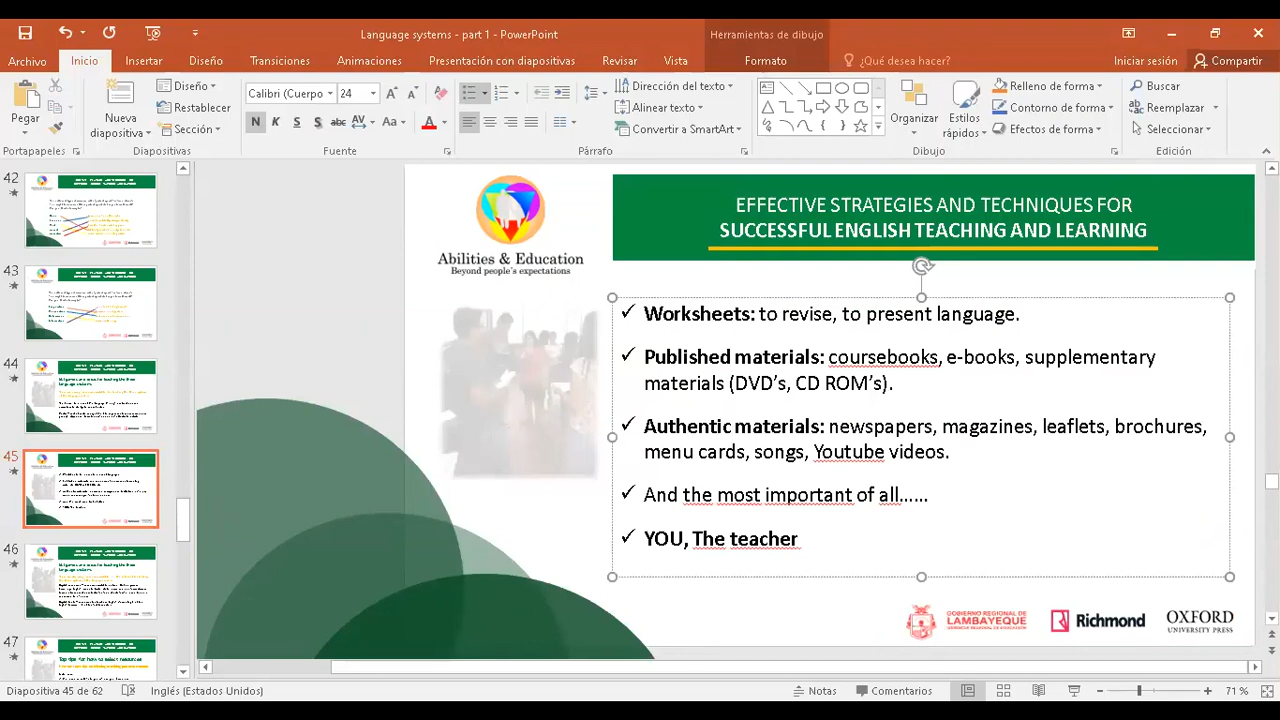 Language systems - part 1 - PowerPoint
Herramientas de dibujo
Archivo
Inicio
Insertar
Diseño
Transiciones
Animaciones
Presentación con diapositivas
Revisar
Vista
Formato
¿Qué desea hacer?
Iniciar sesión
Compartir
Pegar
Nueva
diapositiva
Diseño
Restablecer
Sección
Calibri (Cuerpo
24
N K S S abc AV Aa A
Dirección del texto
Alinear texto
Convertir a SmartArt
Organizar
Estilos
rápidos
Relleno de forma
Contorno de forma
Efectos de forma
Buscar
Reemplazar
Seleccionar
Portapapeles
Diapositivas
Fuente
Párrafo
Dibujo
Edición
42
43
44
45
46
47
Abilities & Education
Beyond people's expectations
EFFECTIVE STRATEGIES AND TECHNIQUES FOR
SUCCESSFUL ENGLISH TEACHING AND LEARNING
✓ Worksheets: to revise, to present language.
✓ Published materials: coursebooks, e-books, supplementary
materials (DVD's, CD ROM's).
✓ Authentic materials: newspapers, magazines, leaflets, brochures,
menu cards, songs, Youtube videos.
✓ And the most important of all……
✓ YOU, The teacher
GOBIERNO REGIONAL DE
LAMBAYEQUE
GERENCIA REGIONAL DE EDUCACIÓN
Richmond
OXFORD
UNIVERSITY PRESS
Diapositiva 45 de 62
Inglés (Estados Unidos)
Notas
Comentarios
71 %